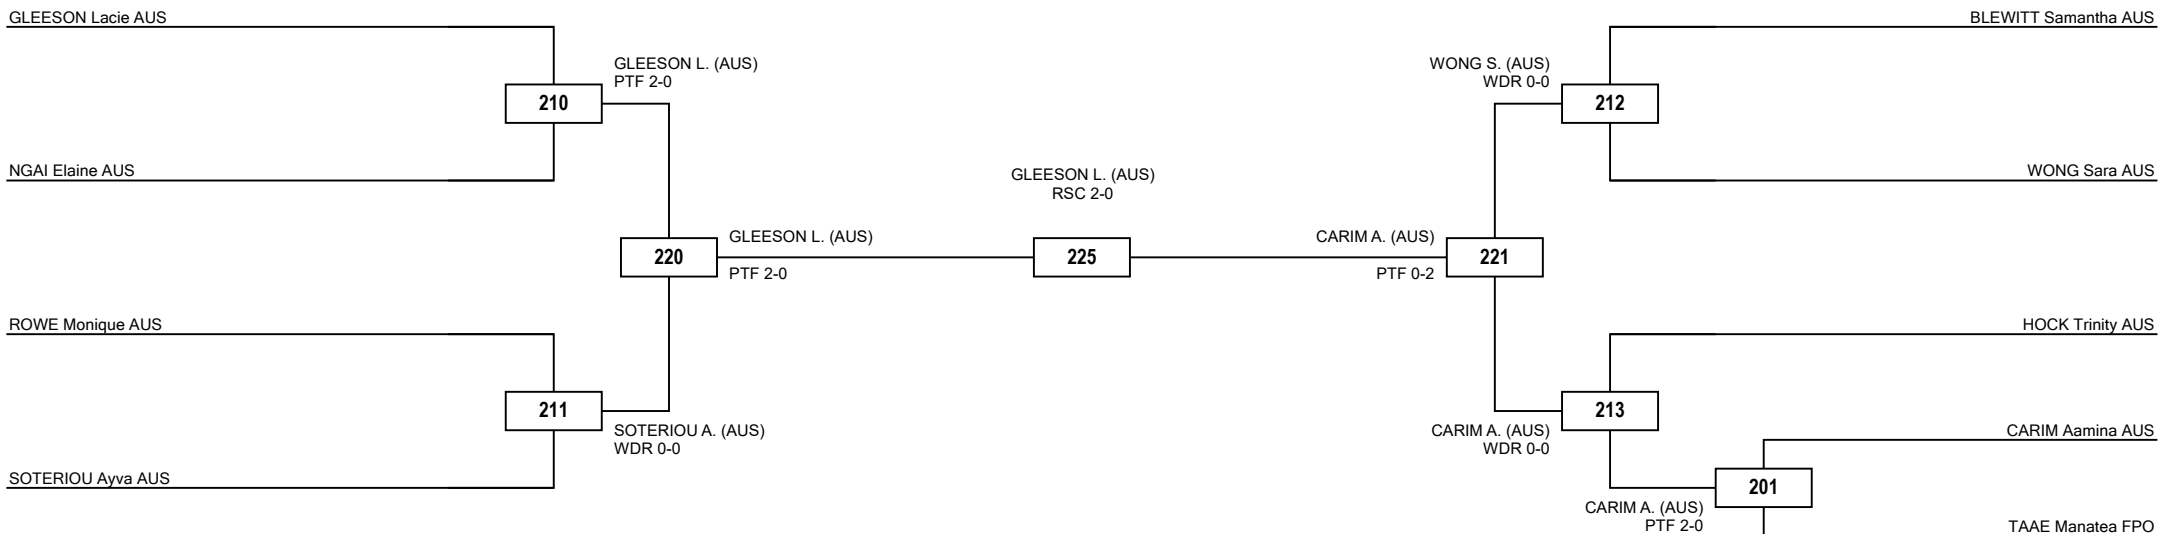 GLEESON Lacie AUS
BLEWITT Samantha AUS
GLEESON L. (AUS)
PTF 2-0
WONG S. (AUS)
WDR 0-0
210
212
NGAI Elaine AUS
WONG Sara AUS
GLEESON L. (AUS)
RSC 2-0
GLEESON L. (AUS)
CARIM A. (AUS)
220
225
221
PTF 2-0
PTF 0-2
ROWE Monique AUS
HOCK Trinity AUS
211
213
SOTERIOU A. (AUS)
WDR 0-0
CARIM A. (AUS)
WDR 0-0
CARIM Aamina AUS
SOTERIOU Ayva AUS
201
CARIM A. (AUS)
PTF 2-0
TAAE Manatea FPO